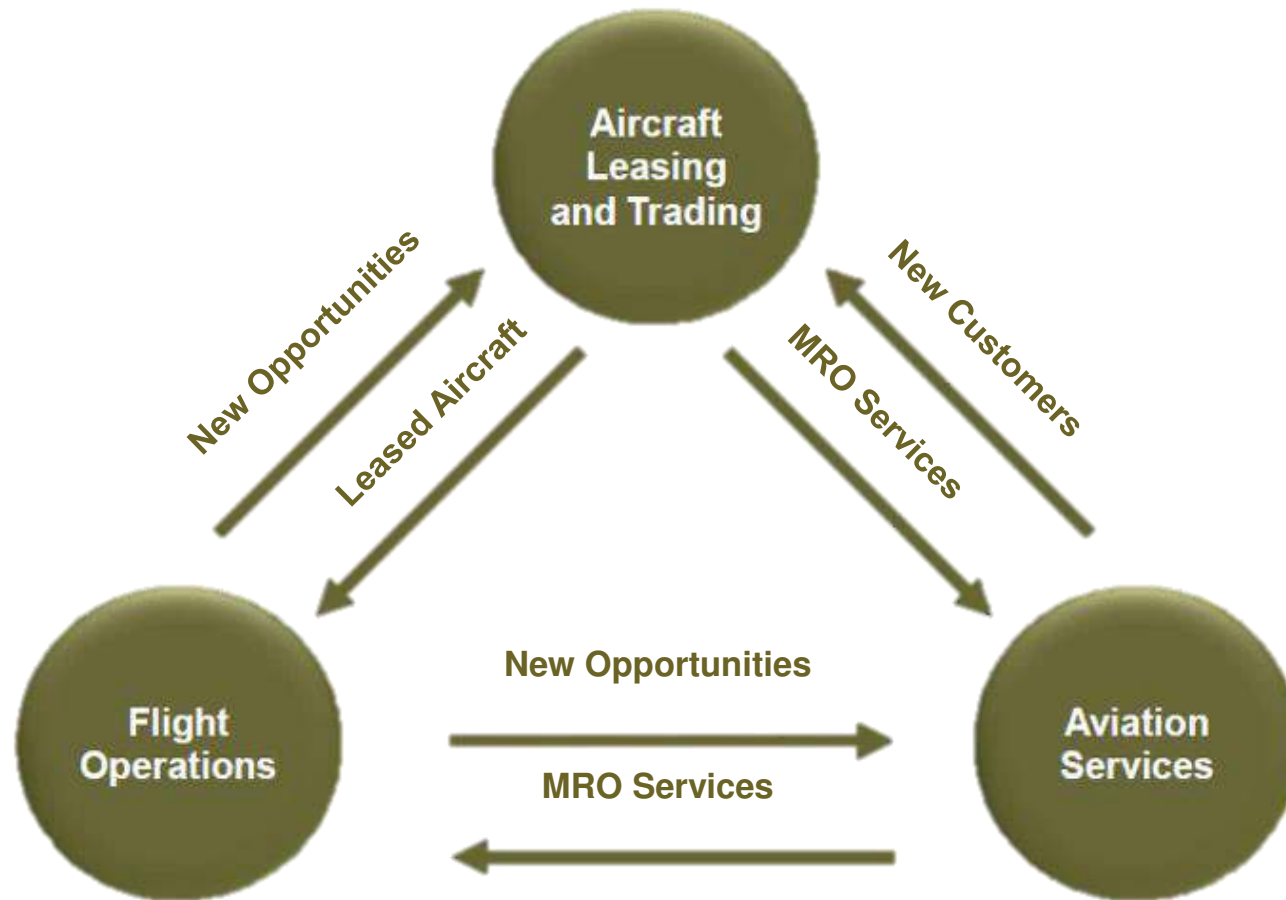 Aircraft
Leasing
and Trading
New Opportunities
Leased Aircraft
MRO Services
New Customers
New Opportunities
Flight
Operations
MRO Services
Aviation
Services